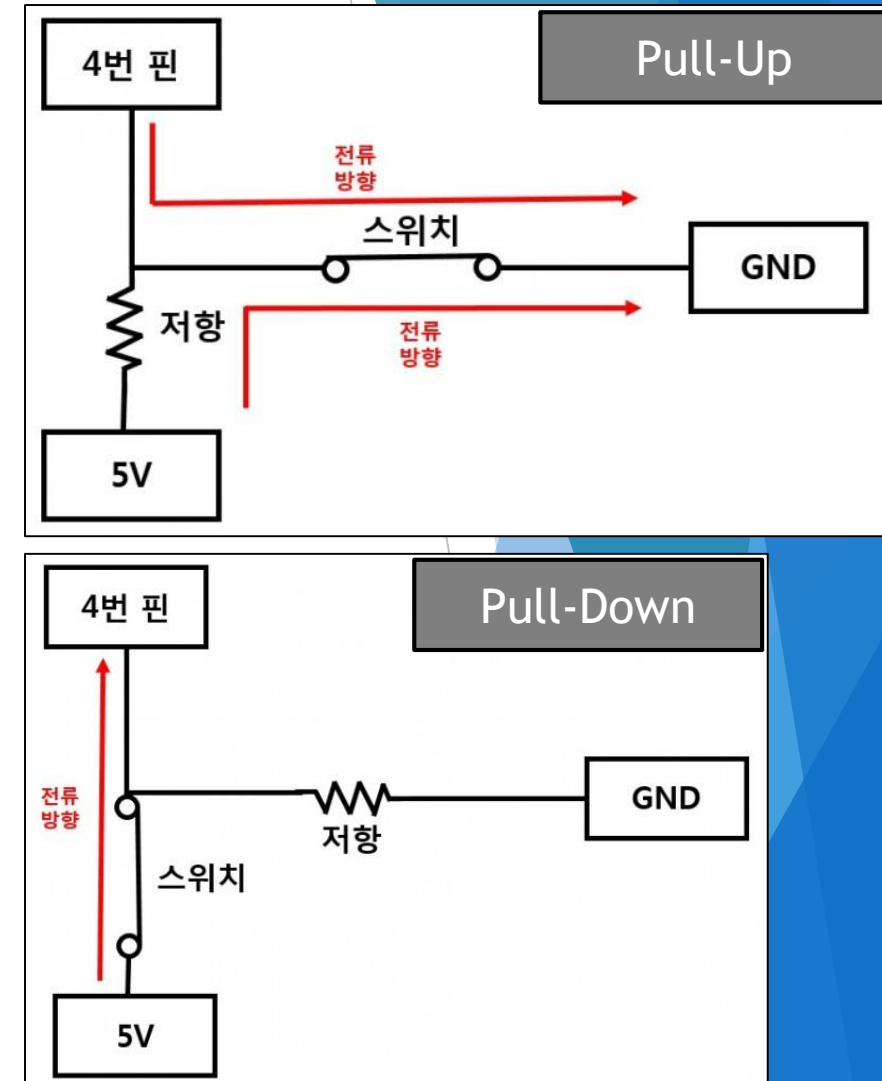 4번 핀
Pull-Up
전류
방향
스위치
GND
저항
전류
방향
5V
4번 핀
Pull-Down
전류
방향
GND
저항
스위치
5V